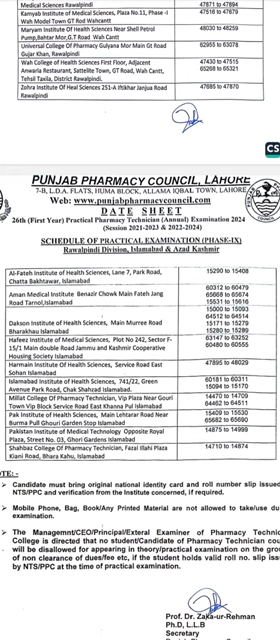 Medical Sciences Rawalpindi 47871 to 47894
Kamyab Institute of Medical Sciences, Plaza No.11, Phase -I 47516 to 47679
Wah Model Town GT Rod Wahcantt
Maryam Institute Of Health Sciences Near Shell Petrol 48030 to 48259
Pump,Bahtar Mor,G.T Road Wah Cantt
Universal College of Pharmacy Gulyana Mor Main Gt Road 62955 to 63078
Gujar Khan, Rawalpindi
Wah College of Health Sciences First Floor, Adjacent 47430 to 47515
Anwaria Restaurant, Sattelite Town, GT Road, Wah Cantt, 65268 to 65321
Tehsil Taxila, District Rawalpindi.
Zohra Institute Of Heal Sciences 251-A Iftikhar Janjua Road 47685 to 47870
Rawalpindi
CS
PUNJAB PHARMACY COUNCIL, LAHORE
7-B, L.D.A. FLATS, HUMA BLOCK, ALLAMA IQBAL TOWN, LAHORE
Web: www.punjabpharmacycouncil.com
DATE SHEET
26th (First Year) Practical Pharmacy Technician (Annual) Examination 2024
(Session 2021-2023 & 2022-2024)
SCHEDULE OF PRACTICAL EXAMINATION (PHASE-IX)
Rawalpindi Division, Islamabad & Azad Kashmir
Al-Fateh Institute of Health Sciences, Lane 7, Park Road, 15290 to 15408
Chatta Bakhtawar, Islamabad
60312 to 60479
Aman Medical Institute Benazir Chowk Main Fateh Jang 65668 to 65674
Road Tarnol,Islamabad 15531 to 15616
15000 to 15093
64512 to 64514
Dakson Institute of Health Sciences, Main Murree Road 15171 to 15279
Bharakhau Islamabad 15280 to 15289
Hafeez Institute of Medical Sciences, Plot No 242, Sector F- 63147 to 63252
15/1 Main double Road Jammu and Kashmir Cooperative 60480 to 60555
Housing Society Islamabad
Harmain Institute Of Health Sciences, Service Road East 47895 to 48029
Sohan Islamabad
Islamabad Institute of Health Sciences, 741/22, Green 60181 to 60311
Avenue Park Road, Chak Shahzad Islamabad. 15094 to 15170
Millat College Of Pharmacy Technician, Vip Plaza Near Gouri 14470 to 14709
Town Vip Block Service Road East Khanna Pul Islamabad 64462 to 64511
Pak Institute of Health Sciences, Main Lehtarar Road Near 15409 to 15530
Burma Pull Ghouri Garden Stop Islamabad 65682 to 65690
Pakistan Institute of Medical Technology Opposite Royal 14875 to 14999
Plaza, Street No. 03, Ghori Gardens Islamabad
Shahbaz College Of Pharmacy Technician, Fazal Illahi Plaza 14710 to 14874
Kiani Road, Bhara Kahu, Islamabad
OTE: -
Candidate must bring original national identity card and roll number slip issued
NTS/PPC and verification from the Institute concerned, if required.
Mobile Phone, Bag, Book/Any Printed Material are not allowed to take/use du
examination.
The Managemnt/CEO/Principal/Exteral Examiner of Pharmacy Technic
College is directed that no student/Candidate of Pharmacy Technician cou
will be disallowed for appearing in theory/practical examination on the gro
of non clearance of dues/fee etc, if the student holds valid roll no. slip iss
by NTS/PPC at the time of practical examination.
Prof. Dr. Zaka-ur-Rehman
Ph.D, L.L.B
Secretary